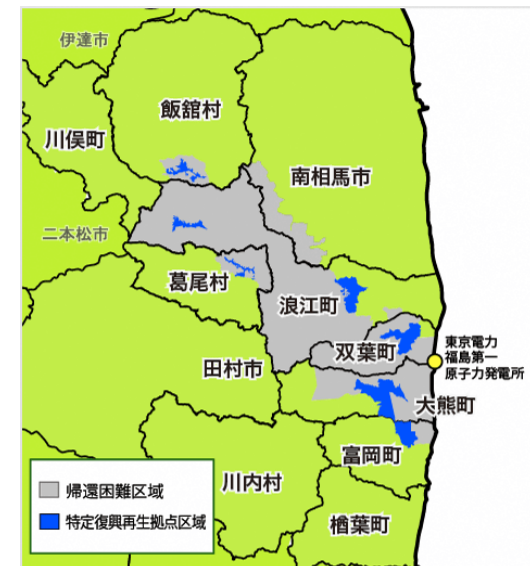 伊達市
飯舘村
川俣町
南相馬市
二本松市
葛尾村
浪江町
双葉町
東京電力
福島第一
原子力発電所
田村市
大熊町
富岡町
川内村
楢葉町
帰還困難区域
特定復興再生拠点区域